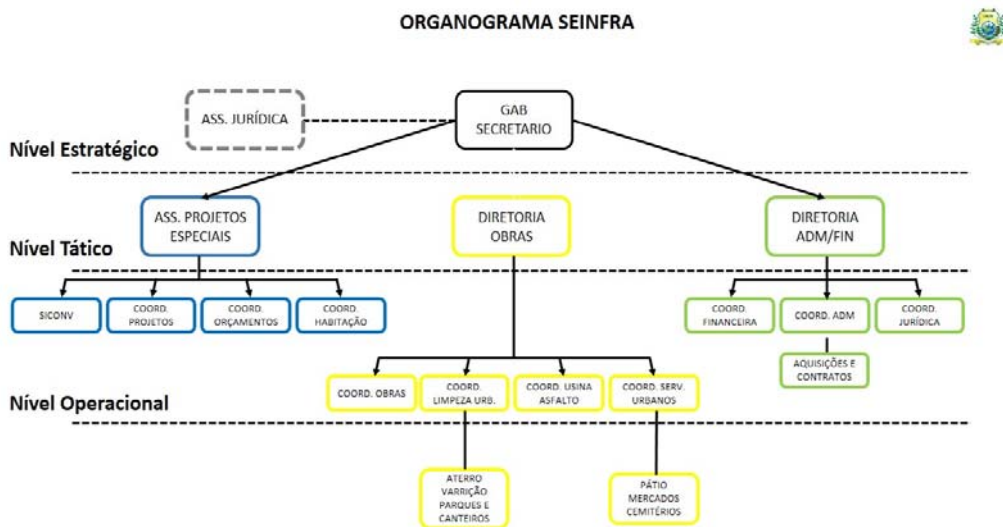 ORGANOGRAMA SEINFRA
ASS. JURÍDICA
GAB
SECRETARIO
Nível Estratégico
ASS. PROJETOS
ESPECIAIS
DIRETORIA
OBRAS
DIRETORIA
ADM/FIN
Nível Tático
SICONV
COORD.
PROJETOS
COORD.
ORÇAMENTOS
COORD.
HABITAÇÃO
COORD.
FINANCEIRA
COORD. ADM
COORD.
JURÍDICA
AQUISIÇÕES E
CONTRATOS
COORD. OBRAS
COORD.
LIMPEZA URB.
COORD. USINA
ASFALTO
COORD. SERV.
URBANOS
Nível Operacional
ATERRO
VARRIÇÃO
PARQUES E
CANTEIROS
PÁTIO
MERCADOS
CEMITÉRIOS